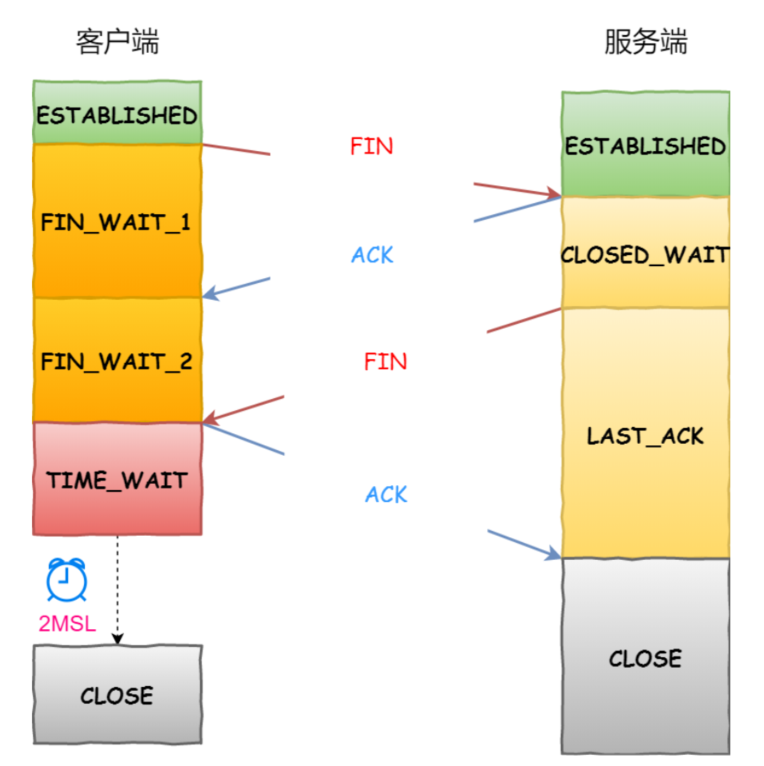 客户端
服务端
ESTABLISHED
FIN
ESTABLISHED
FIN_WAIT_1
ACK
CLOSED_WAIT
FIN_WAIT_2
FIN
LAST_ACK
TIME_WAIT
ACK
2MSL
CLOSE
CLOSE